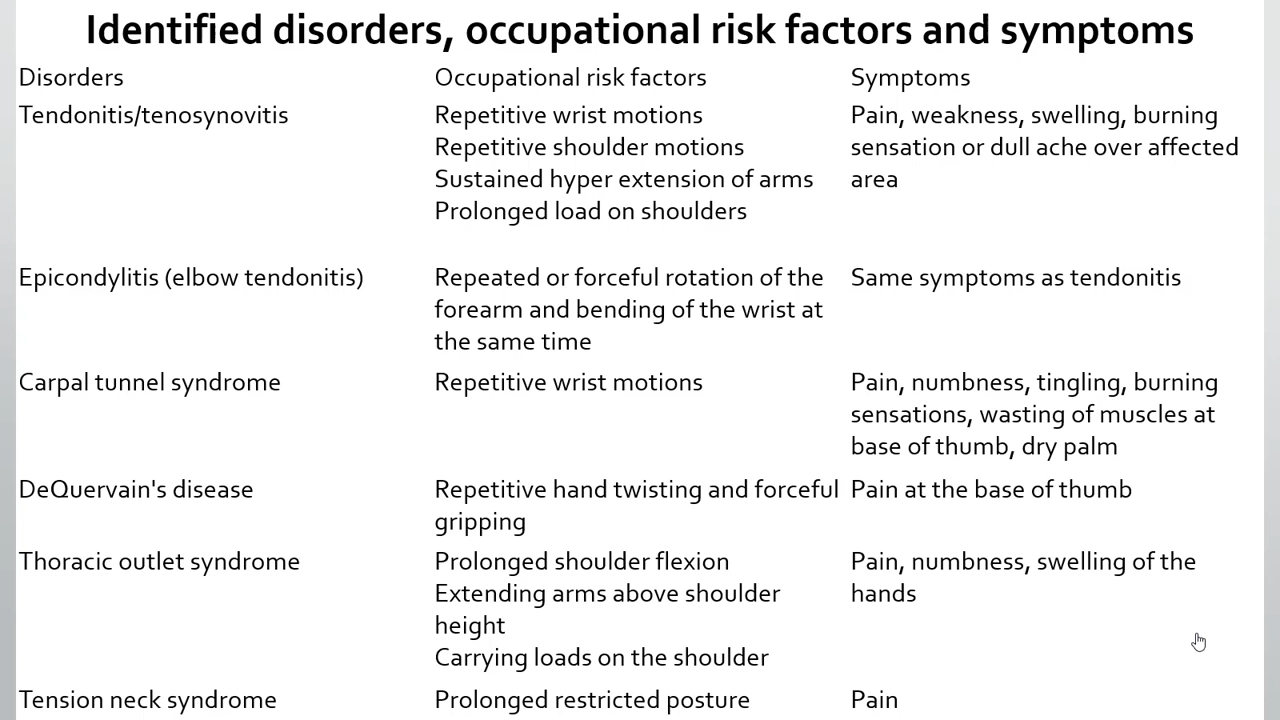 Identified disorders, occupational risk factors and symptoms
Disorders Occupational risk factors Symptoms
Tendonitis/tenosynovitis Repetitive wrist motions Pain, weakness, swelling, burning
Repetitive shoulder motions sensation or dull ache over affected
Sustained hyper extension of arms area
Prolonged load on shoulders
Epicondylitis (elbow tendonitis) Repeated or forceful rotation of the Same symptoms as tendonitis
forearm and bending of the wrist at
the same time
Carpal tunnel syndrome Repetitive wrist motions Pain, numbness, tingling, burning
sensations, wasting of muscles at
base of thumb, dry palm
DeQuervain's disease Repetitive hand twisting and forceful Pain at the base of thumb
gripping
Thoracic outlet syndrome Prolonged shoulder flexion Pain, numbness, swelling of the
Extending arms above shoulder hands
height
Carrying loads on the shoulder
Tension neck syndrome Prolonged restricted posture Pain